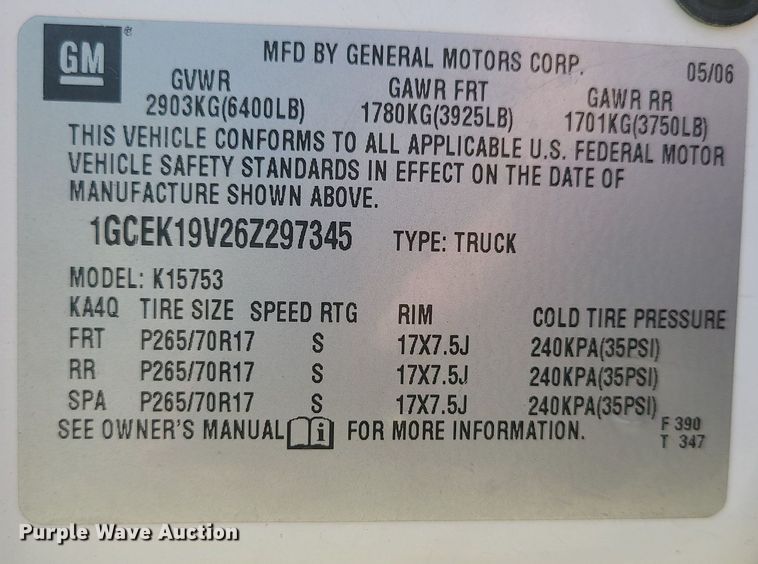 GM ®
MFD BY GENERAL MOTORS CORP. 05/06
GVWR GAWR FRT GAWR RR
2903KG(6400LB) 1780KG(3925LB) 1701KG(3750LB)
THIS VEHICLE CONFORMS TO ALL APPLICABLE U.S. FEDERAL MOTOR
VEHICLE SAFETY STANDARDS IN EFFECT ON THE DATE OF
MANUFACTURE SHOWN ABOVE.
1GCEK19V26Z297345 TYPE: TRUCK
MODEL: K15753
KA4Q TIRE SIZE SPEED RTG RIM COLD TIRE PRESSURE
FRT P265/70R17 S 17X7.5J 240KPA(35PSI)
RR P265/70R17 S 17X7.5J 240KPA(35PSI)
SPA P265/70R17 S 17X7.5J 240KPA(35PSI)
SEE OWNER'S MANUAL i FOR MORE INFORMATION. F 390
T 347
Purple Wave Auction